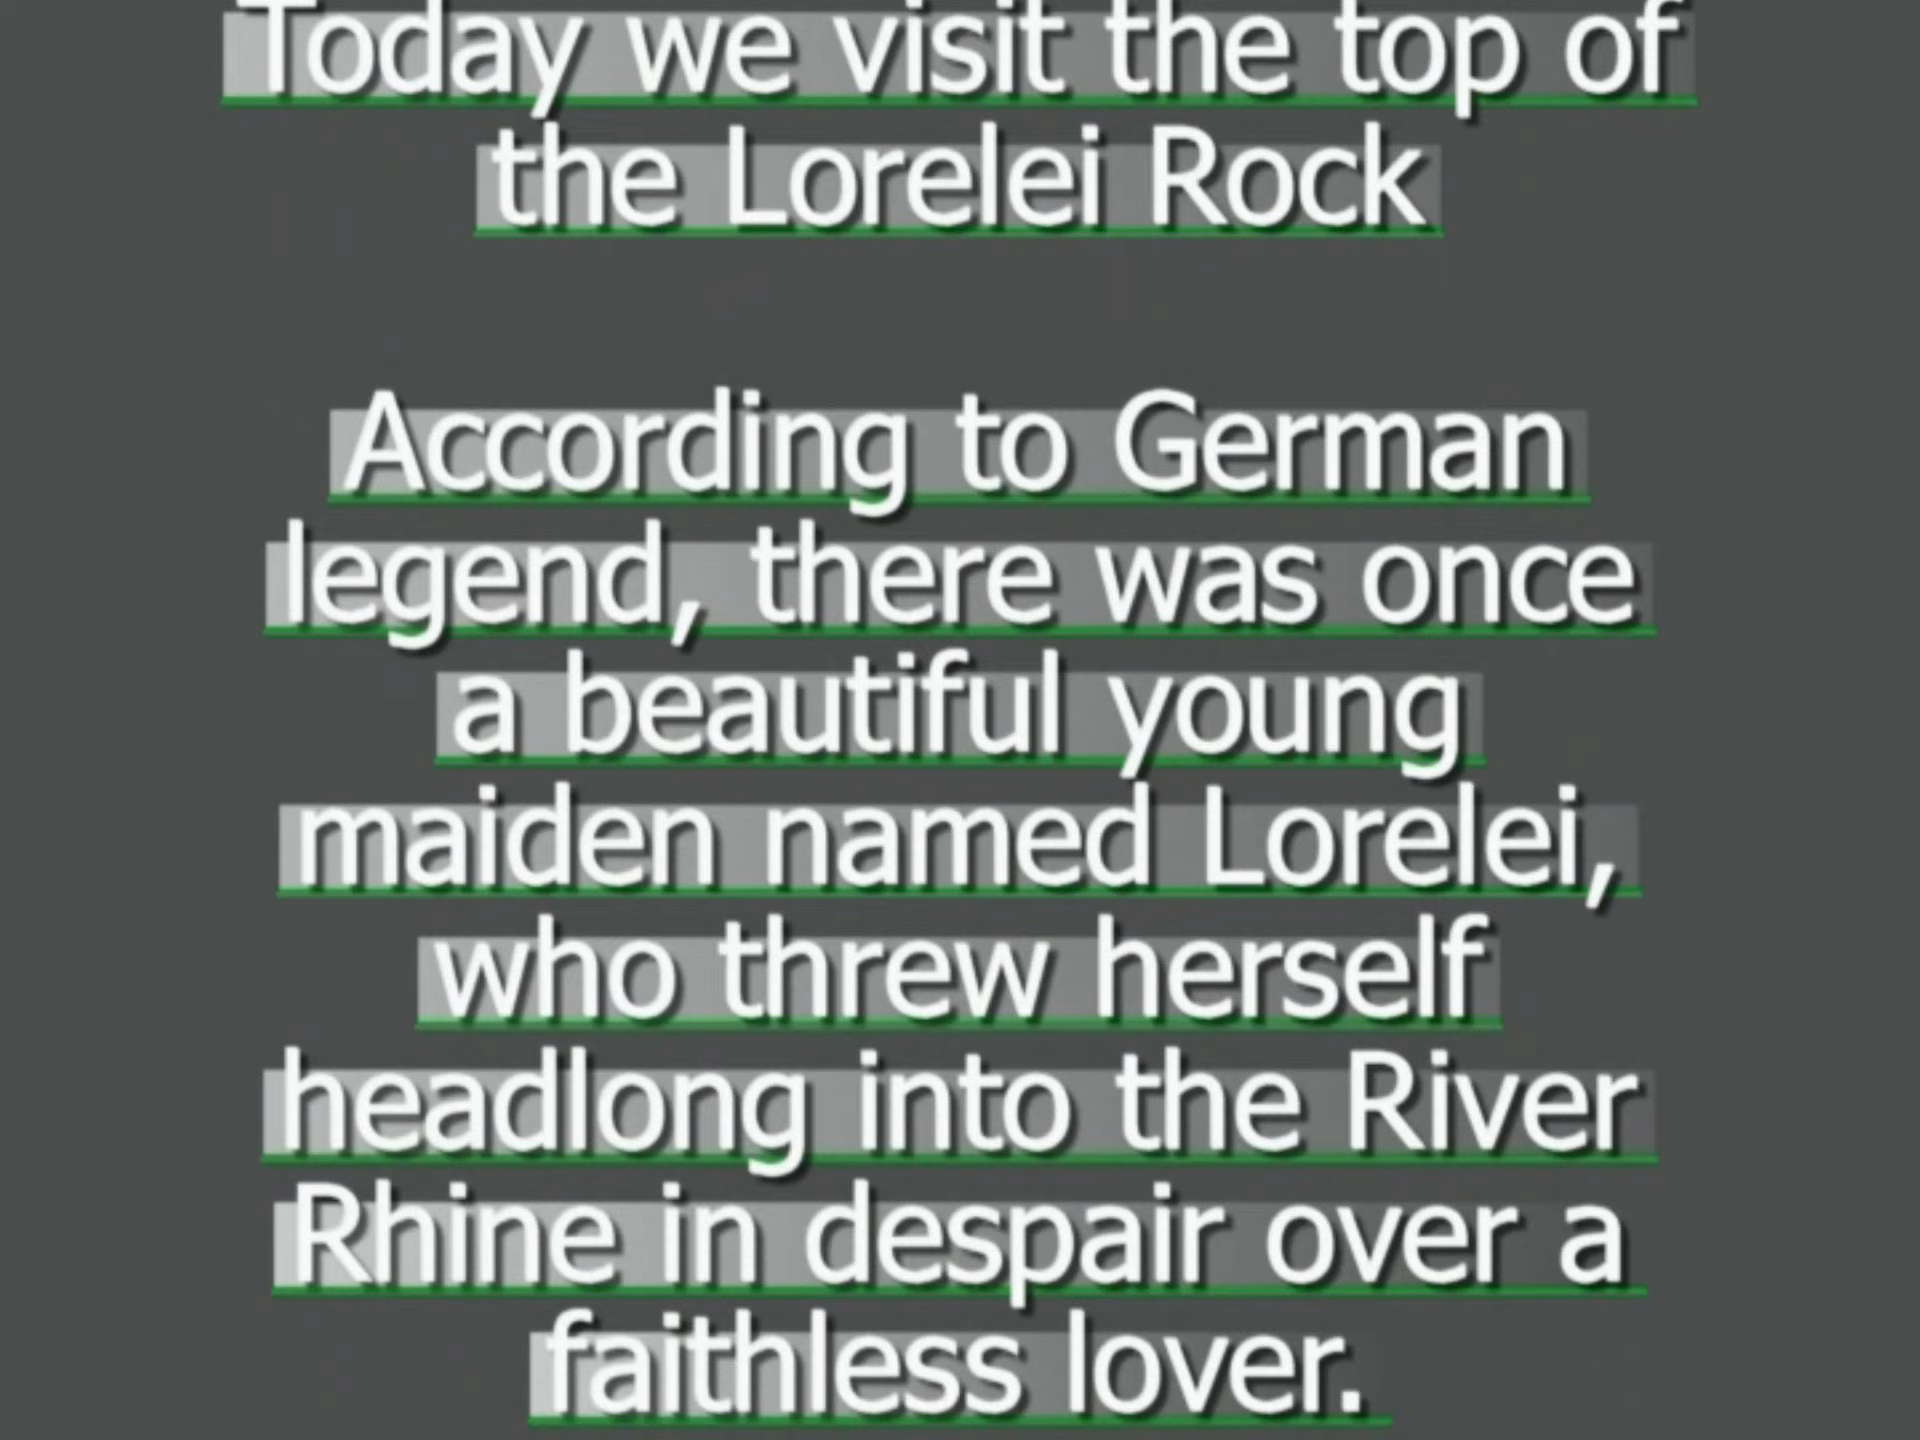 Today we visit the top of
the Lorelei Rock
According to German
legend, there was once
a beautiful young
maiden named Lorelei,
who threw herself
headlong into the River
Rhine in despair over a
faithless lover.